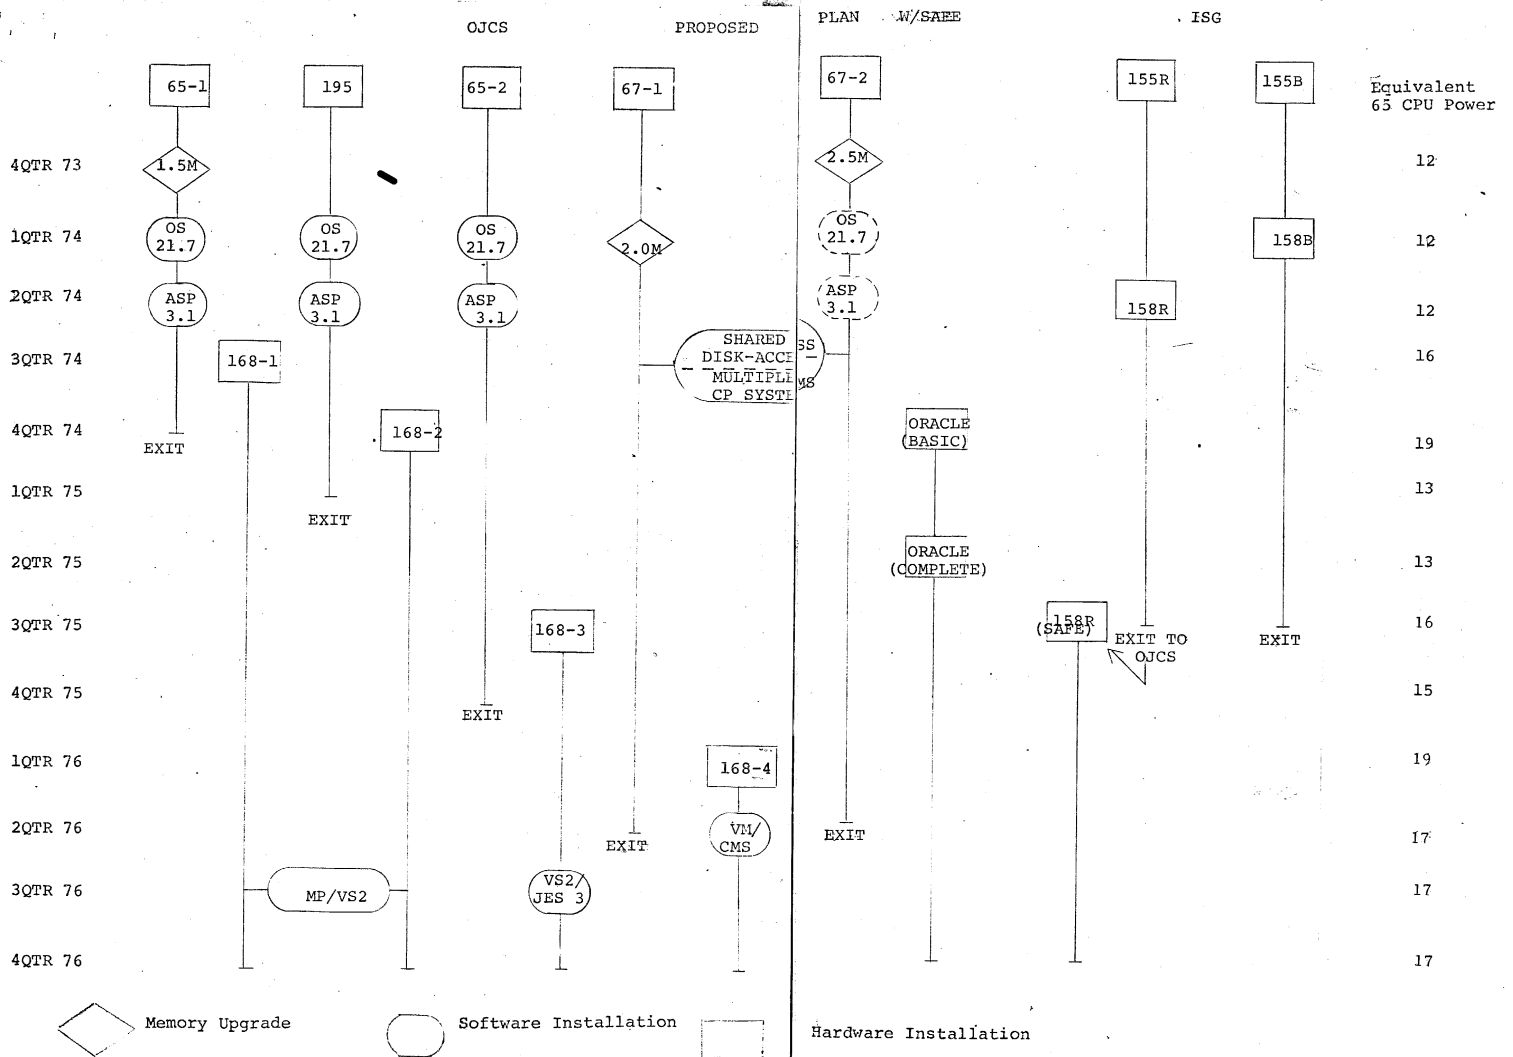 OJCS PROPOSED PLAN W/SAFE ISG
65-1 195 65-2 67-1 67-2 155R 155B
Equivalent
65 CPU Power
4QTR 73 1.5M 2.5M 12
1QTR 74 OS
21.7 OS
21.7 OS
21.7 2.0M OS
21.7 158B 12
2QTR 74 ASP
3.1 ASP
3.1 ASP
3.1 ASP
3.1 158R 12
3QTR 74 168-1 SHARED
DISK-ACCESS
MULTIPLE
CP SYSTEMS 16
4QTR 74 EXIT 168-2 ORACLE
(BASIC) 19
1QTR 75 EXIT 13
2QTR 75 ORACLE
(COMPLETE) 13
3QTR 75 168-3 158R
(SAFE) EXIT TO
OJCS EXIT 16
4QTR 75 EXIT 15
1QTR 76 168-4 19
2QTR 76 EXIT VM/
CMS EXIT 17
3QTR 76 MP/VS2 VS2/
JES 3 17
4QTR 76 17
Memory Upgrade Software Installation Hardware Installation